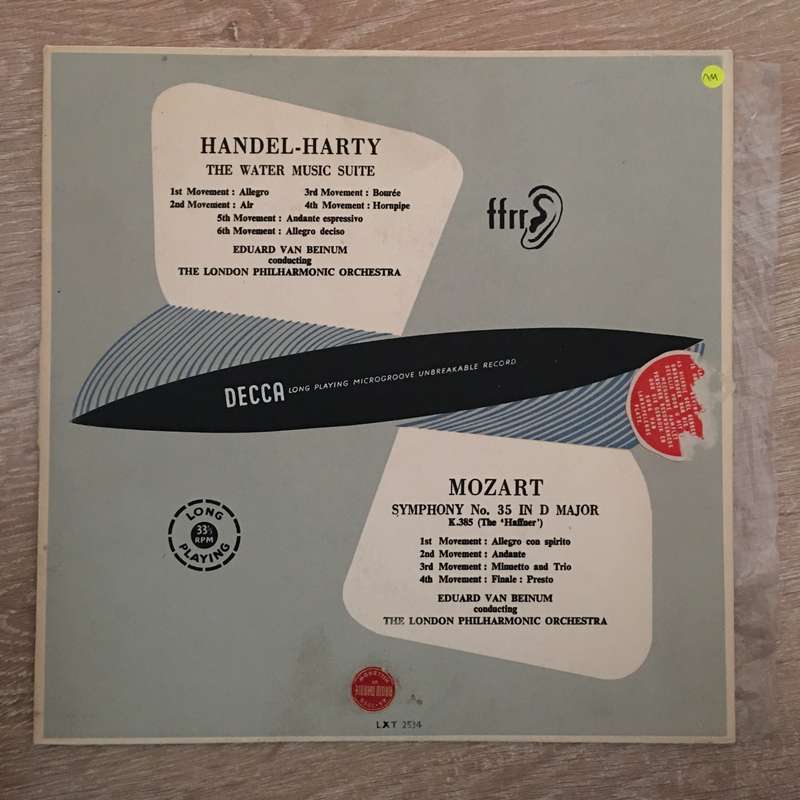 HANDEL-HARTY
THE WATER MUSIC SUITE
1st Movement : Allegro 3rd Movement : Bourée
2nd Movement : Air 4th Movement : Hornpipe
5th Movement : Andante espressivo
6th Movement : Allegro deciso
EDUARD VAN BEINUM
conducting
THE LONDON PHILHARMONIC ORCHESTRA
ffrr
DECCA LONG PLAYING MICROGROOVE UNBREAKABLE RECORD
MOZART
SYMPHONY No. 35 IN D MAJOR
K.385 (The 'Haffner')
1st Movement : Allegro con spirito
2nd Movement : Andante
3rd Movement : Minuetto and Trio
4th Movement : Finale : Presto
EDUARD VAN BEINUM
conducting
THE LONDON PHILHARMONIC ORCHESTRA
LONG
33⅓
RPM
PLAYING
LXT 2534